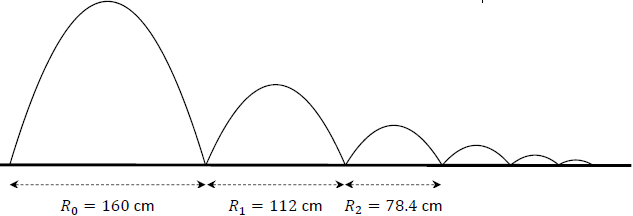 R₀ = 160 cm
R₁ = 112 cm
R₂ = 78.4 cm